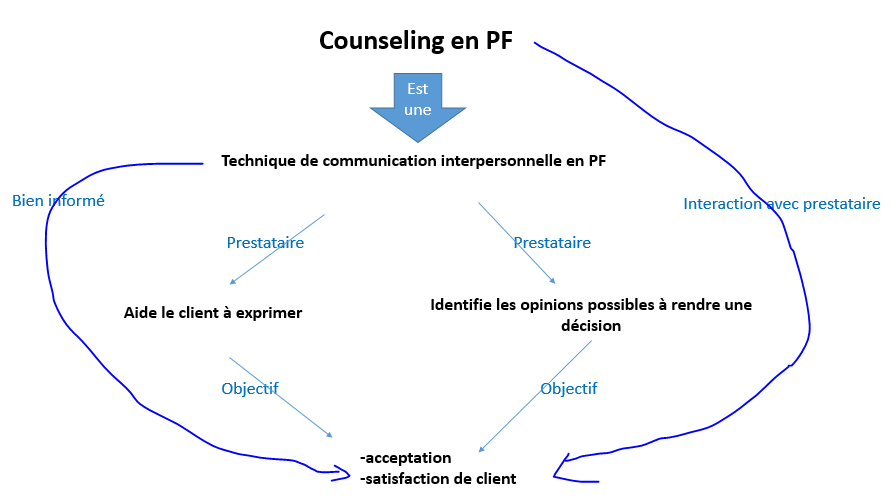 Counseling en PF
Est
une
Technique de communication interpersonnelle en PF
Bien informé
Interaction avec prestataire
Prestataire
Prestataire
Aide le client à exprimer
Identifie les opinions possibles à rendre une
décision
Objectif
Objectif
-acceptation
-satisfaction de client